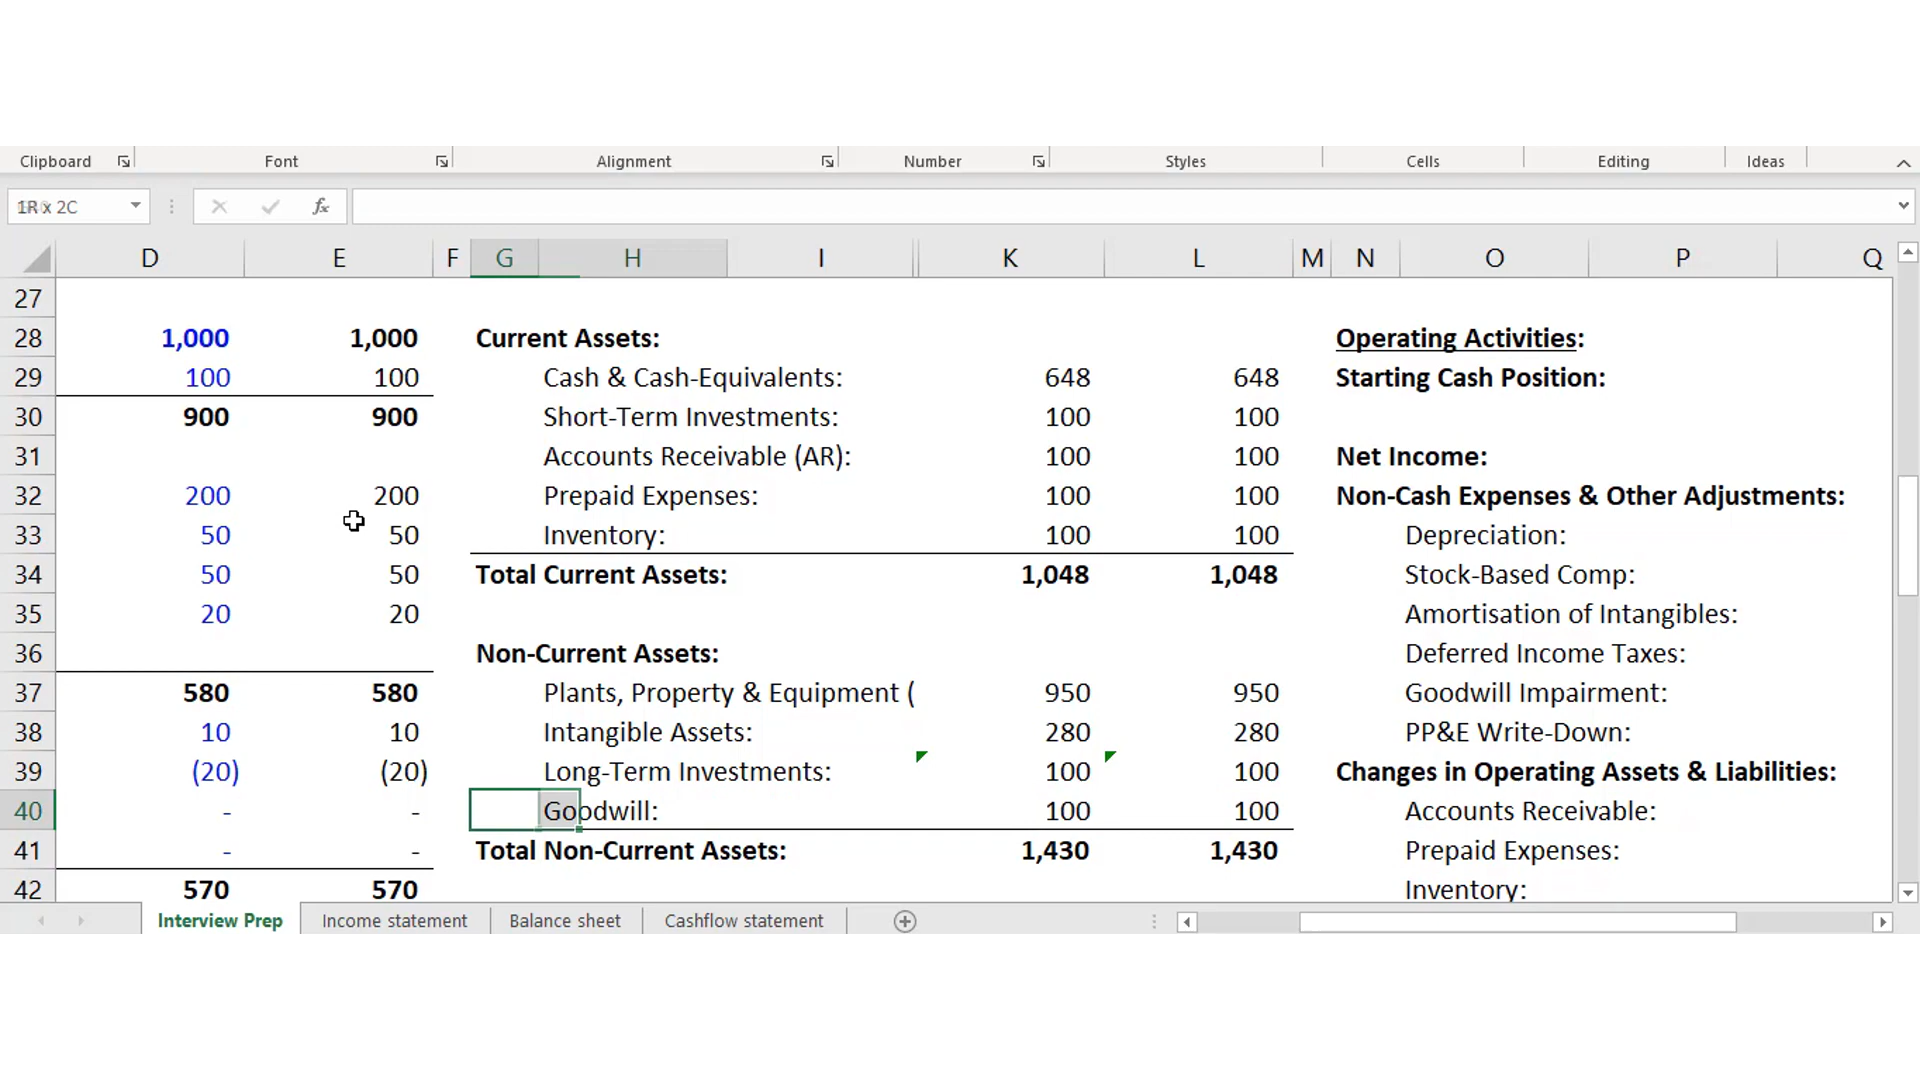 Clipboard Font Alignment Number Styles Cells Editing Ideas
1R x 2C fx
D E F G H I K L M N O P Q
27
28 1,000 1,000 Current Assets: Operating Activities:
29 100 100 Cash & Cash-Equivalents: 648 648 Starting Cash Position:
30 900 900 Short-Term Investments: 100 100
31 Accounts Receivable (AR): 100 100 Net Income:
32 200 200 Prepaid Expenses: 100 100 Non-Cash Expenses & Other Adjustments:
33 50 50 Inventory: 100 100 Depreciation:
34 50 50 Total Current Assets: 1,048 1,048 Stock-Based Comp:
35 20 20 Amortisation of Intangibles:
36 Non-Current Assets: Deferred Income Taxes:
37 580 580 Plants, Property & Equipment ( 950 950 Goodwill Impairment:
38 10 10 Intangible Assets: 280 280 PP&E Write-Down:
39 (20) (20) Long-Term Investments: 100 100 Changes in Operating Assets & Liabilities:
40 - - Goodwill: 100 100 Accounts Receivable:
41 - - Total Non-Current Assets: 1,430 1,430 Prepaid Expenses:
42 570 570 Inventory:
Interview Prep Income statement Balance sheet Cashflow statement